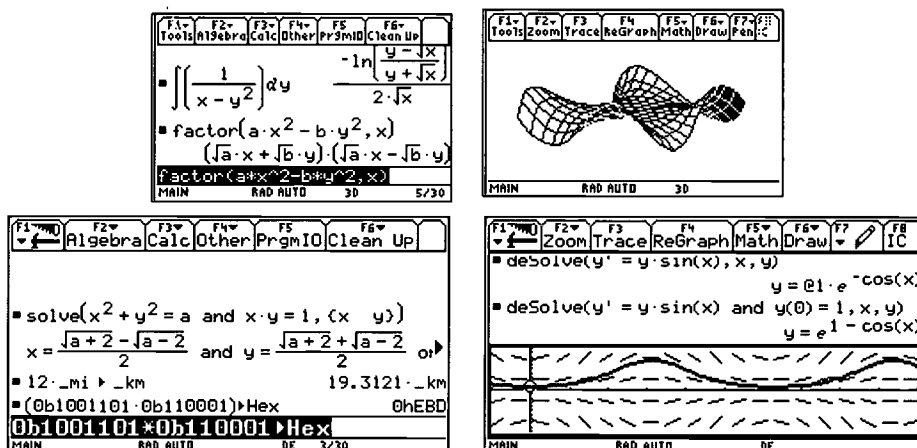 F1▾ F2▾ F3▾ F4▾ F5 F6▾
Tools Algebra Calc Other PrgmIO Clean Up
▪ ∫(1/(x − y²))dy   -ln(|(y − √x)/(y + √x)|)/(2·√x)
▪ factor(a·x² − b·y², x)
(√a·x + √b·y)·(√a·x − √b·y)
factor(a*x^2-b*y^2,x)
MAIN RAD AUTO 3D 5/30
F1▾ F2▾ F3 F4 F5▾ F6▾ F7▾
Tools Zoom Trace ReGraph Math Draw Pen :C
MAIN RAD AUTO 3D
F1 F2▾ F3▾ F4▾ F5 F6▾
Algebra Calc Other PrgmIO Clean Up
▪ solve(x² + y² = a and x·y = 1, {x y})
x = (√(a + 2) − √(a − 2))/2 and y = (√(a + 2) + √(a − 2))/2 or▶
▪ 12·_mi ▶ _km   19.3121·_km
▪ (0b1001101·0b110001)▶Hex   0hEBD
0b1001101*0b110001▶Hex
MAIN RAD AUTO DE 3/30
F1 F2▾ F3 F4 F5▾ F6▾ F7 F8
Zoom Trace ReGraph Math Draw IC
▪ deSolve(y' = y·sin(x), x, y)
y = @1·e^-cos(x)
▪ deSolve(y' = y·sin(x) and y(0) = 1, x, y)
y = e^1 − cos(x)
MAIN RAD AUTO DE